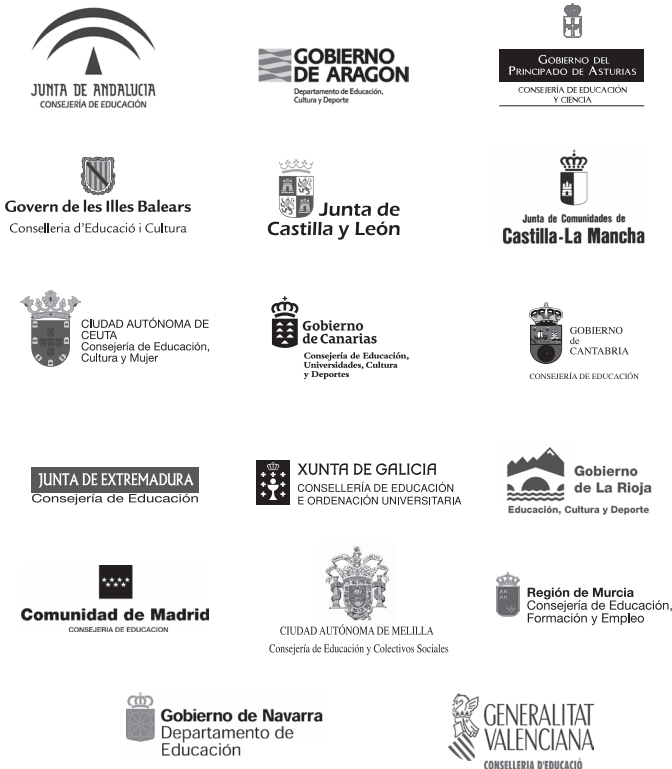 JUNTA DE ANDALUCIA
CONSEJERÍA DE EDUCACIÓN
GOBIERNO
DE ARAGON
Departamento de Educación,
Cultura y Deporte
GOBIERNO DEL
PRINCIPADO DE ASTURIAS
CONSEJERÍA DE EDUCACIÓN
Y CIENCIA
Govern de les Illes Balears
Conselleria d'Educació i Cultura
Junta de
Castilla y León
Junta de Comunidades de
Castilla-La Mancha
CIUDAD AUTÓNOMA DE
CEUTA
Consejería de Educación,
Cultura y Mujer
Gobierno
de Canarias
Consejería de Educación,
Universidades, Cultura
y Deportes
GOBIERNO
de
CANTABRIA
CONSEJERÍA DE EDUCACIÓN
JUNTA DE EXTREMADURA
Consejería de Educación
XUNTA DE GALICIA
CONSELLERÍA DE EDUCACIÓN
E ORDENACIÓN UNIVERSITARIA
Gobierno
de La Rioja
Educación, Cultura y Deporte
Comunidad de Madrid
CONSEJERIA DE EDUCACION
CIUDAD AUTÓNOMA DE MELILLA
Consejería de Educación y Colectivos Sociales
Región de Murcia
Consejería de Educación,
Formación y Empleo
Gobierno de Navarra
Departamento de
Educación
GENERALITAT
VALENCIANA
CONSELLERIA D'EDUCACIÓ